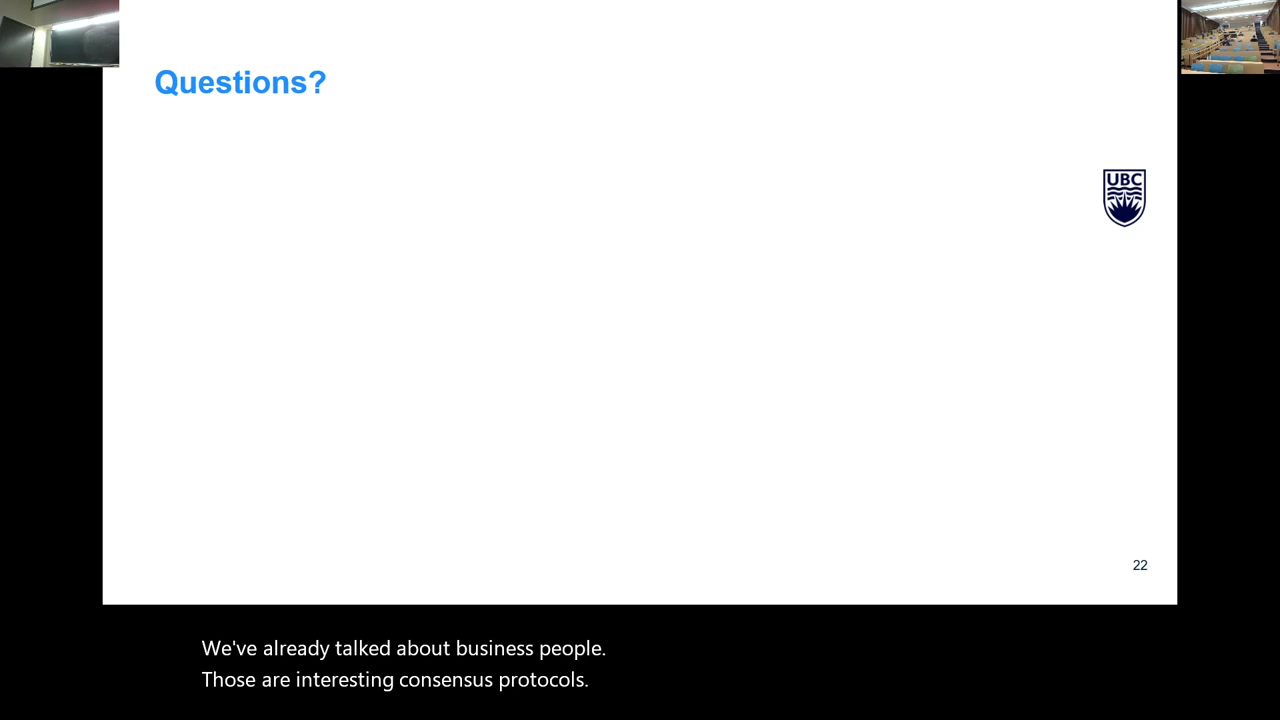 Questions?
UBC
22
We've already talked about business people.
Those are interesting consensus protocols.